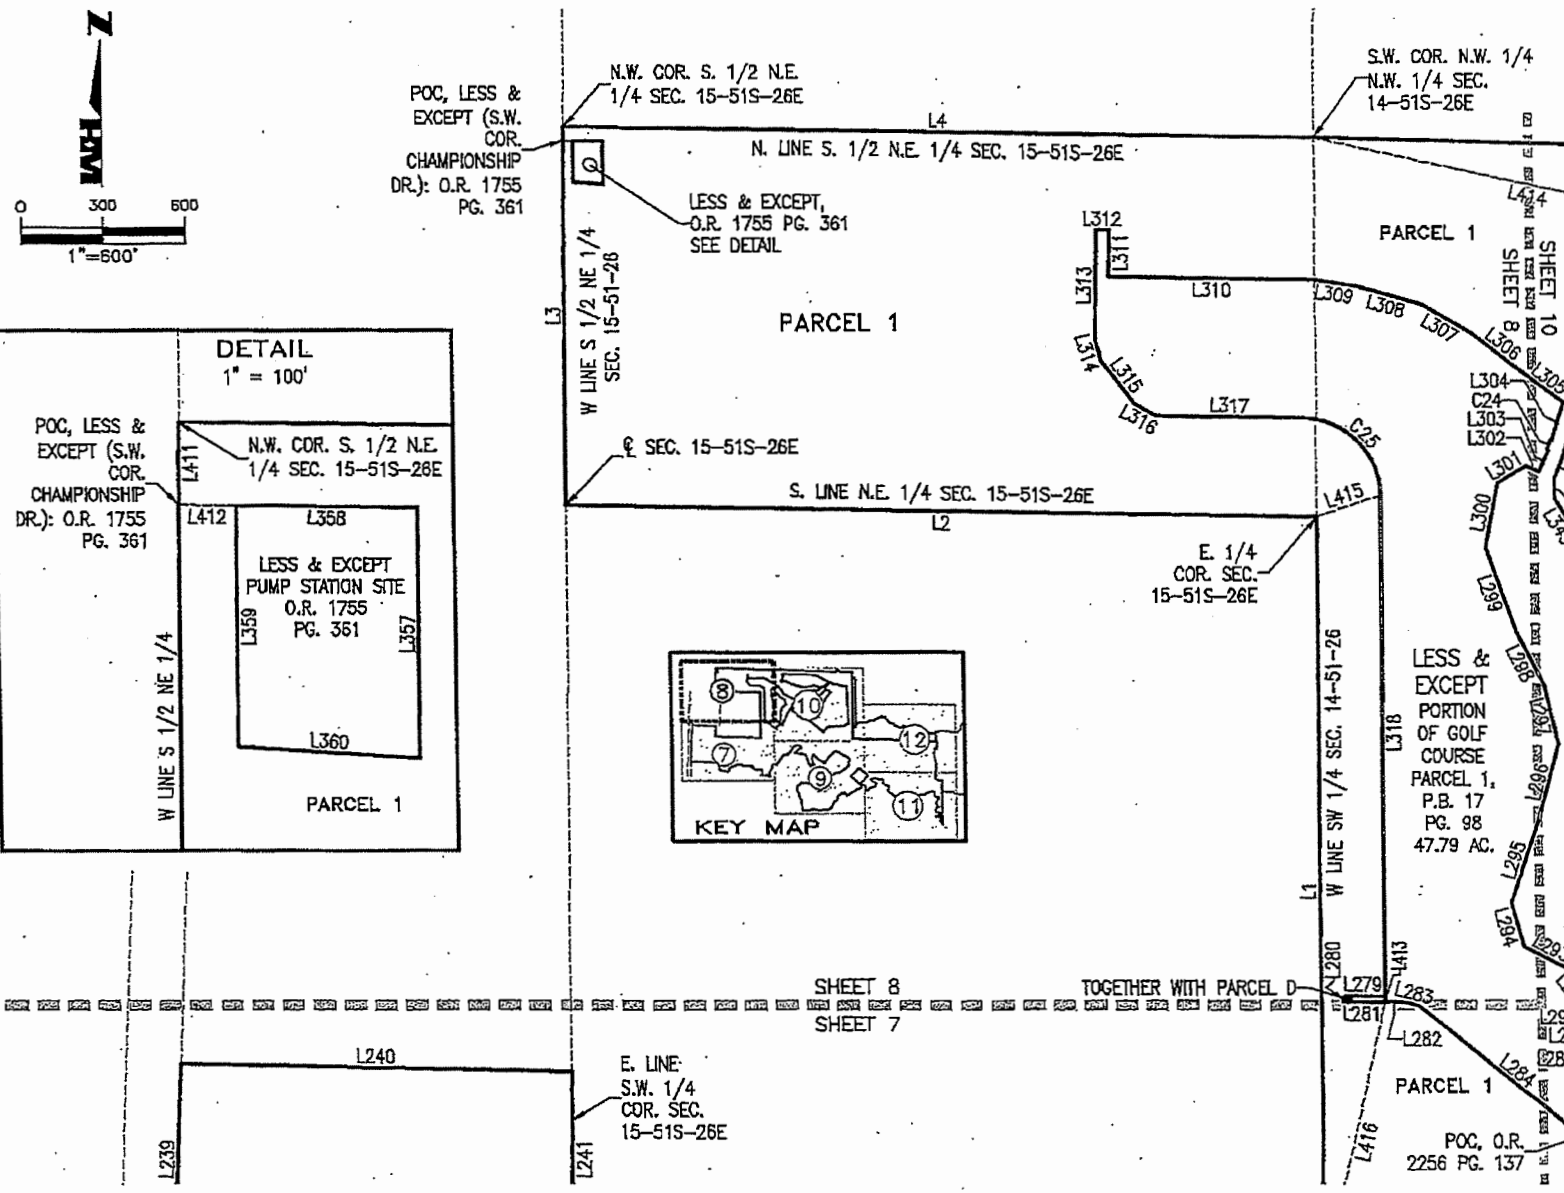 N
HM
0 300 600
1"=600'
POC, LESS &
EXCEPT (S.W.
COR.
CHAMPIONSHIP
DR.): O.R. 1755
PG. 361
N.W. COR. S. 1/2 N.E.
1/4 SEC. 15-51S-26E
L4
N. LINE S. 1/2 N.E. 1/4 SEC. 15-51S-26E
S.W. COR. N.W. 1/4
N.W. 1/4 SEC.
14-51S-26E
L414
LESS & EXCEPT,
O.R. 1755 PG. 361
SEE DETAIL
L3
W LINE S 1/2 NE 1/4
SEC. 15-51-26
PARCEL 1
PARCEL 1
SHEET 10
SHEET 8
L312
L311
L313
L310
L309
L308
L307
L306
L305
L304
C24
L303
L302
L301
L300
L314
L315
L316
L317
C25
L345
DETAIL
1" = 100'
POC, LESS &
EXCEPT (S.W.
COR.
CHAMPIONSHIP
DR.): O.R. 1755
PG. 361
L411
N.W. COR. S. 1/2 N.E.
1/4 SEC. 15-51S-26E
L412
L358
LESS & EXCEPT
PUMP STATION SITE
O.R. 1755
PG. 361
L359
L357
L360
W LINE S 1/2 NE 1/4
PARCEL 1
℄ SEC. 15-51S-26E
S. LINE N.E. 1/4 SEC. 15-51S-26E
L2
L415
E. 1/4
COR. SEC.
15-51S-26E
L299
L298
L297
L296
L295
L294
L293
W LINE SW 1/4 SEC. 14-51-26
L1
L318
LESS &
EXCEPT
PORTION
OF GOLF
COURSE
PARCEL 1,
P.B. 17
PG. 98
47.79 AC.
8
10
12
7
9
11
KEY MAP
SHEET 8
SHEET 7
TOGETHER WITH PARCEL D
L280
L279
L413
L283
L281
L282
L284
L240
L239
L241
E. LINE
S.W. 1/4
COR. SEC.
15-51S-26E
PARCEL 1
L416
POC, O.R.
2256 PG. 137